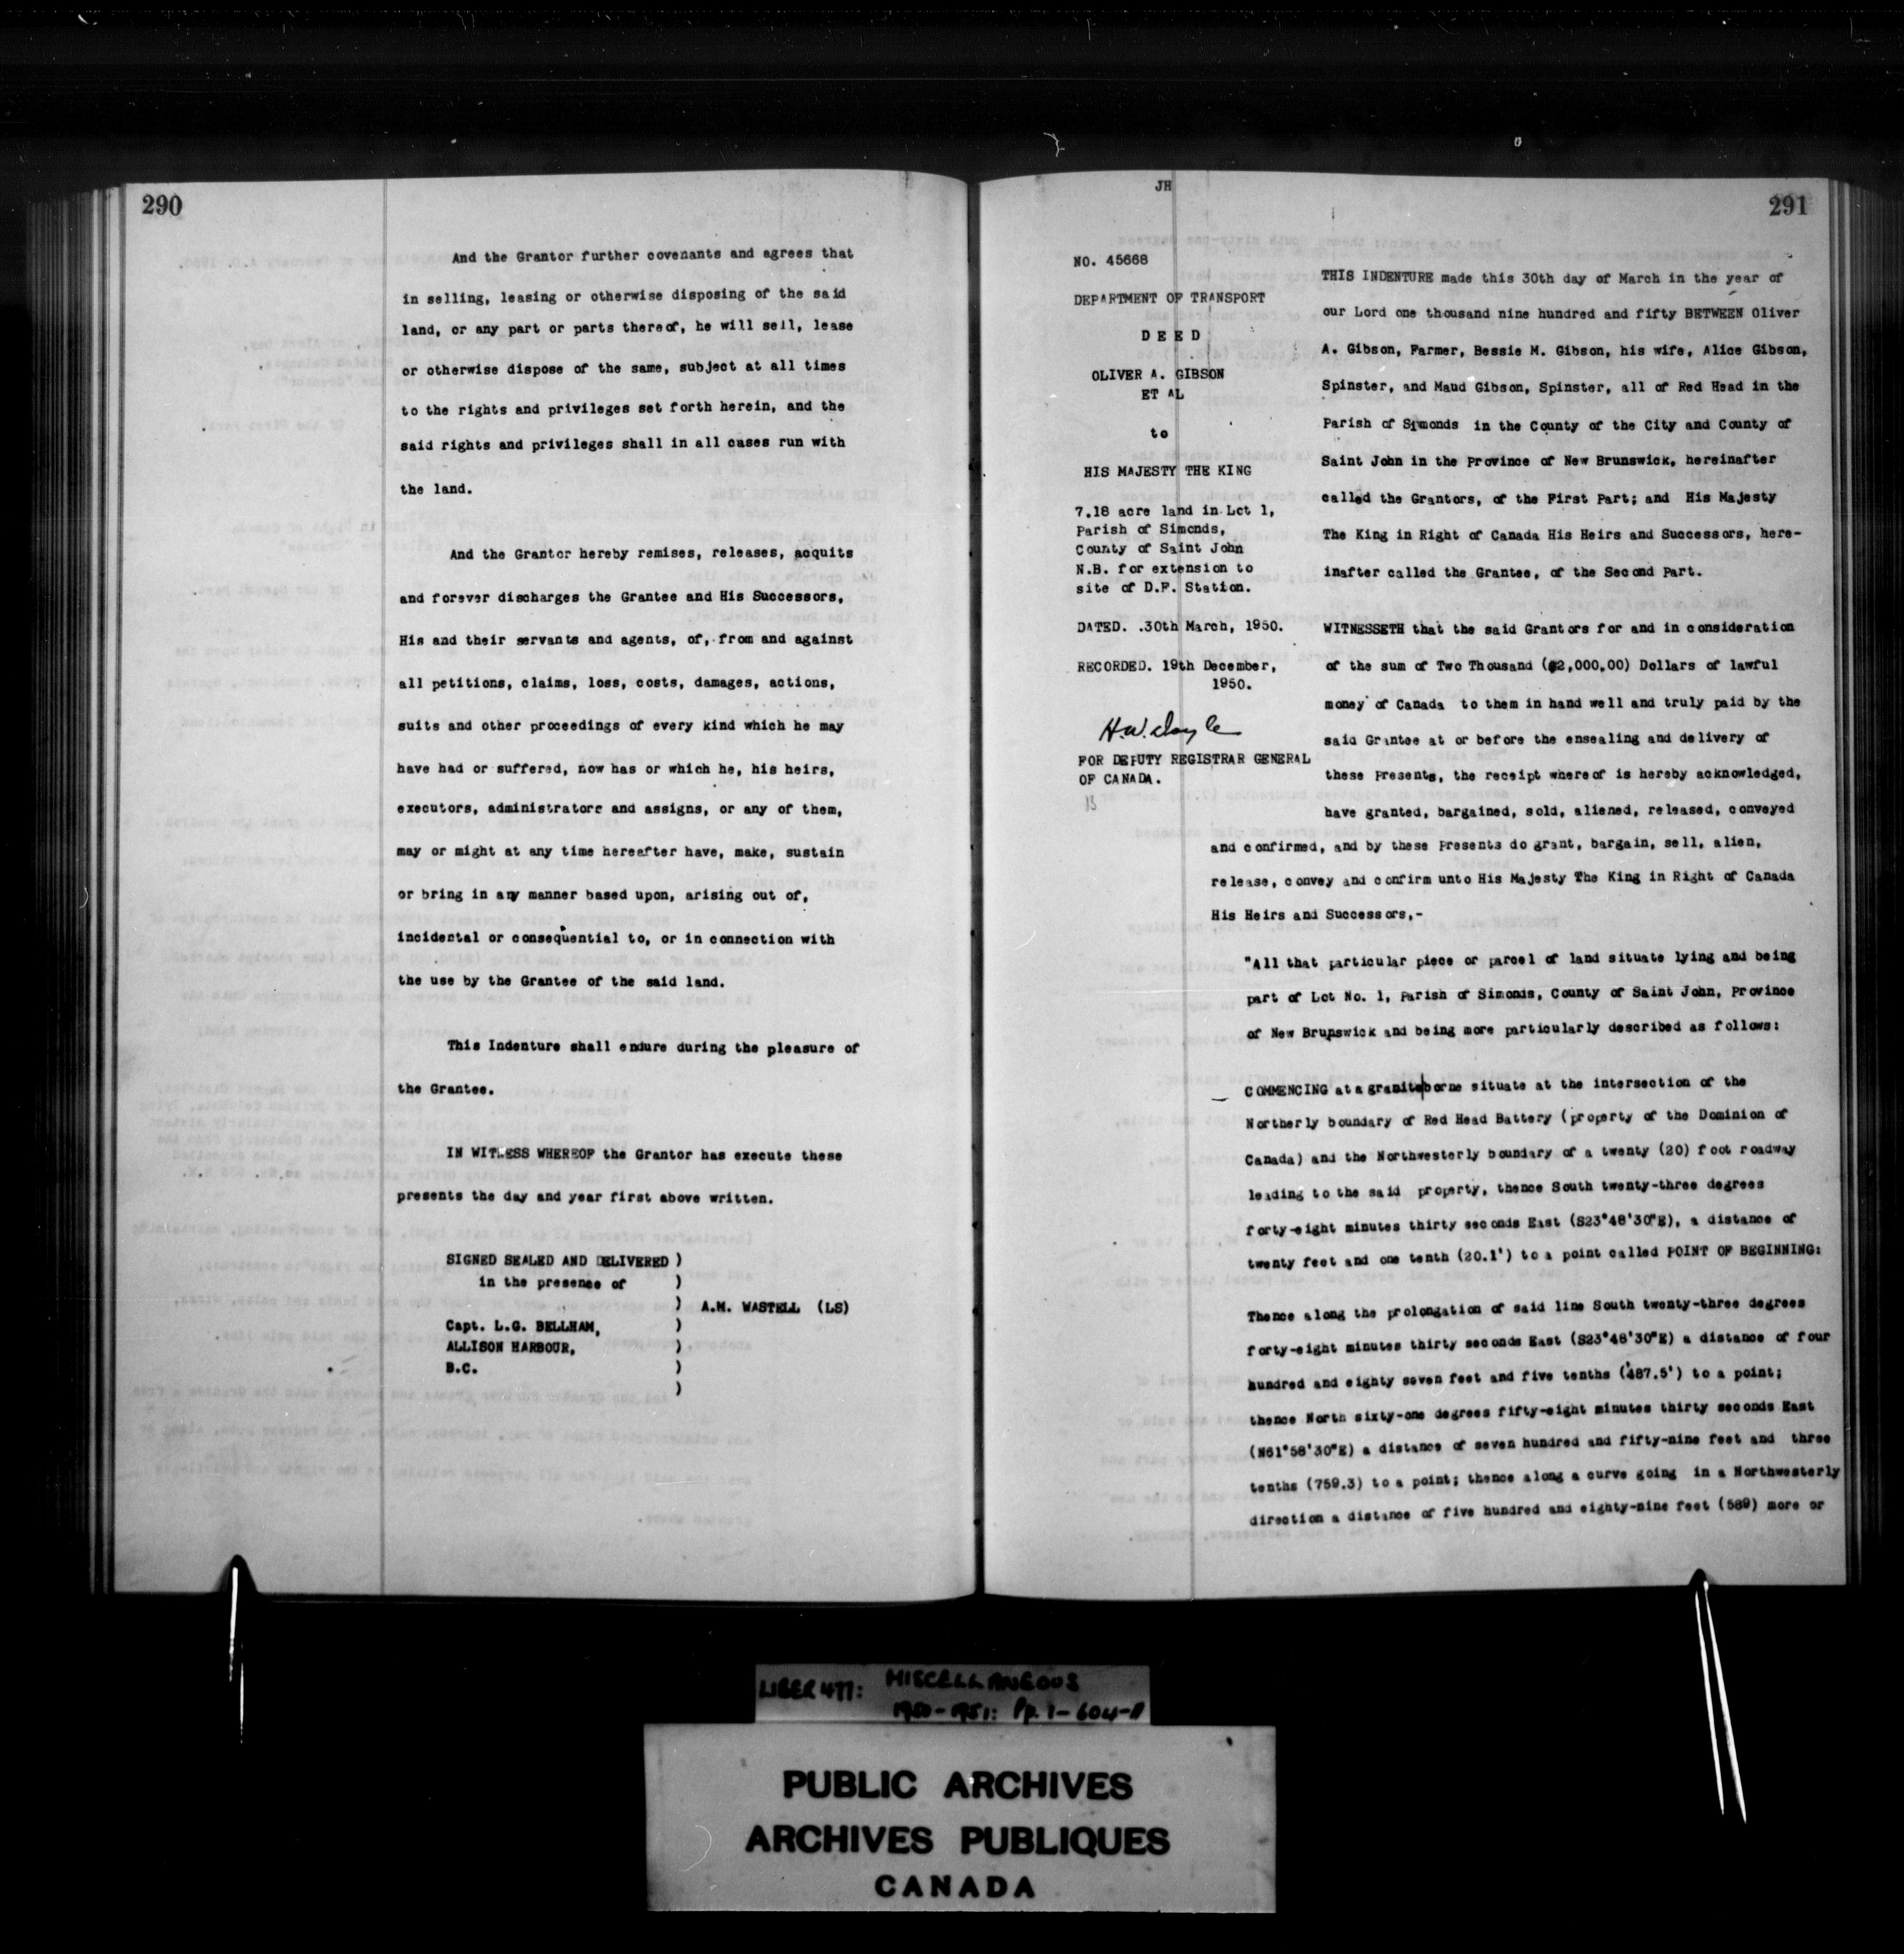 290
And the Grantor further covenants and agrees that
in selling, leasing or otherwise disposing of the said
land, or any part or parts thereof, he will sell, lease
or otherwise dispose of the same, subject at all times
to the rights and privileges set forth herein, and the
said rights and privileges shall in all cases run with
the land.
And the Grantor hereby remises, releases, acquits
and forever discharges the Grantee and His Successors,
His and their servants and agents, of, from and against
all petitions, claims, loss, costs, damages, actions,
suits and other proceedings of every kind which he may
have had or suffered, now has or which he, his heirs,
executors, administrators and assigns, or any of them,
may or might at any time hereafter have, make, sustain
or bring in any manner based upon, arising out of,
incidental or consequential to, or in connection with
the use by the Grantee of the said land.
This Indenture shall endure during the pleasure of
the Grantee.
IN WITNESS WHEREOF the Grantor has execute these
presents the day and year first above written.
SIGNED SEALED AND DELIVERED )
in the presence of )
) A.M. WASTELL (LS)
Capt. L.G. BELLHAM, )
ALLISON HARBOUR, )
B.C. )
)
JH
291
NO. 45668
DEPARTMENT OF TRANSPORT
D E E D
OLIVER A. GIBSON
ET AL
to
HIS MAJESTY THE KING
7.18 acre land in Lot 1,
Parish of Simonds,
County of Saint John
N.B. for extension to
site of D.F. Station.
DATED. .30th March, 1950.
RECORDED. 19th December,
1950.
H.W. Doyle
FOR DEPUTY REGISTRAR GENERAL
OF CANADA.
THIS INDENTURE made this 30th day of March in the year of
our Lord one thousand nine hundred and fifty BETWEEN Oliver
A. Gibson, Farmer, Bessie M. Gibson, his wife, Alice Gibson,
Spinster, and Maud Gibson, Spinster, all of Red Head in the
Parish of Simonds in the County of the City and County of
Saint John in the Province of New Brunswick, hereinafter
called the Grantors, of the First Part; and His Majesty
The King in Right of Canada His Heirs and Successors, here-
inafter called the Grantee, of the Second Part.
WITNESSETH that the said Grantors for and in consideration
of the sum of Two Thousand ($2,000.00) Dollars of lawful
money of Canada to them in hand well and truly paid by the
said Grantee at or before the ensealing and delivery of
these Presents, the receipt whereof is hereby acknowledged,
have granted, bargained, sold, aliened, released, conveyed
and confirmed, and by these Presents do grant, bargain, sell, alien,
release, convey and confirm unto His Majesty The King in Right of Canada
His Heirs and Successors,-
"All that particular piece or parcel of land situate lying and being
part of Lot No. 1, Parish of Simonds, County of Saint John, Province
of New Brunswick and being more particularly described as follows:
COMMENCING at a granite|borne situate at the intersection of the
Northerly boundary of Red Head Battery (property of the Dominion of
Canada) and the Northwesterly boundary of a twenty (20) foot roadway
leading to the said property, thence South twenty-three degrees
forty-eight minutes thirty seconds East (S23°48'30"E), a distance of
twenty feet and one tenth (20.1') to a point called POINT OF BEGINNING:
Thence along the prolongation of said line South twenty-three degrees
forty-eight minutes thirty seconds East (S23°48'30"E) a distance of four
hundred and eighty seven feet and five tenths (487.5') to a point;
thence North sixty-one degrees fifty-eight minutes thirty seconds East
(N61°58'30"E) a distance of seven hundred and fifty-nine feet and three
tenths (759.3) to a point; thence along a curve going in a Northwesterly
direction a distance of five hundred and eighty-nine feet (589) more or
LIBER 477: MISCELLANEOUS
1950-1951: Pp. 1-604-A
PUBLIC ARCHIVES
ARCHIVES PUBLIQUES
CANADA